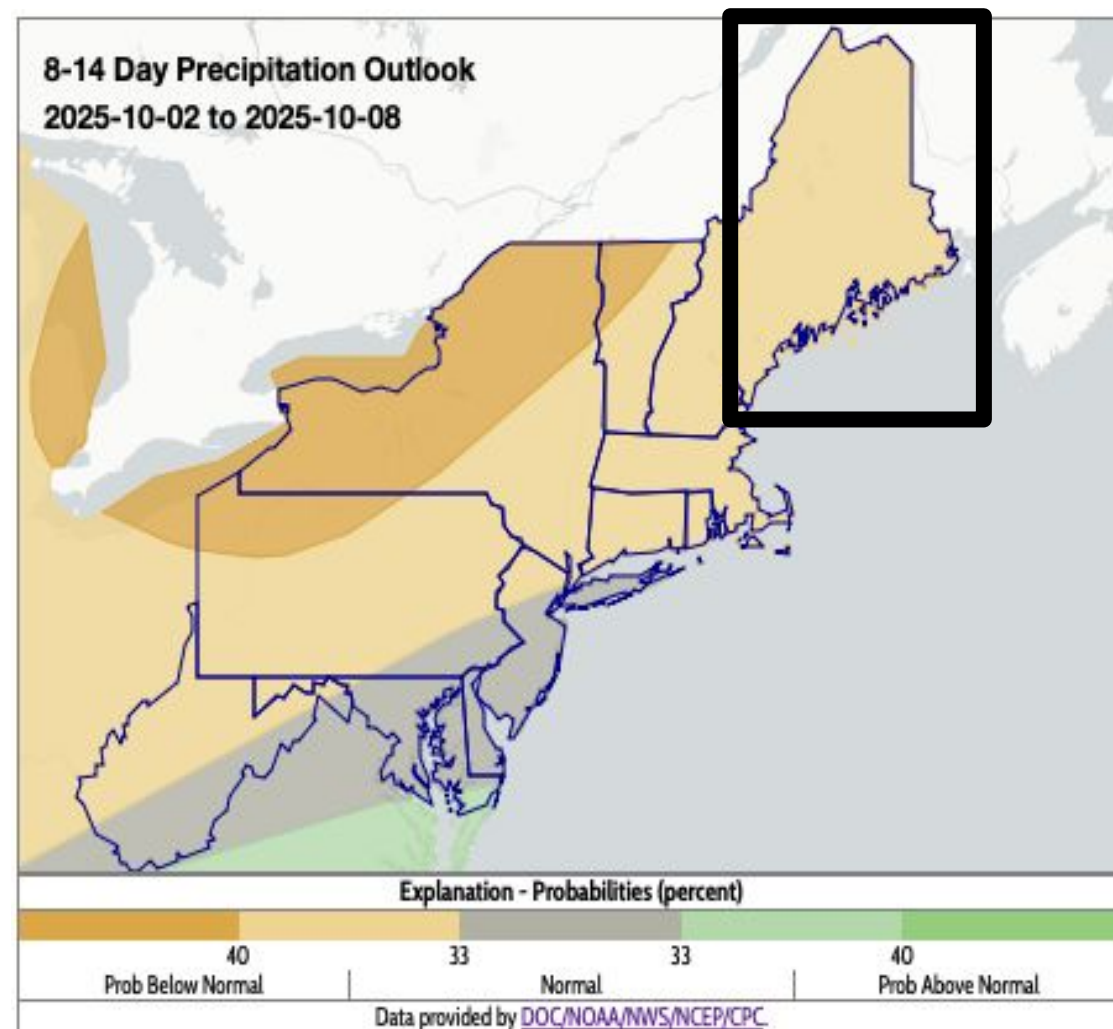 8-14 Day Precipitation Outlook
2025-10-02 to 2025-10-08
Explanation - Probabilities (percent)
40 33 33 40
Prob Below Normal Normal Prob Above Normal
Data provided by DOC/NOAA/NWS/NCEP/CPC.